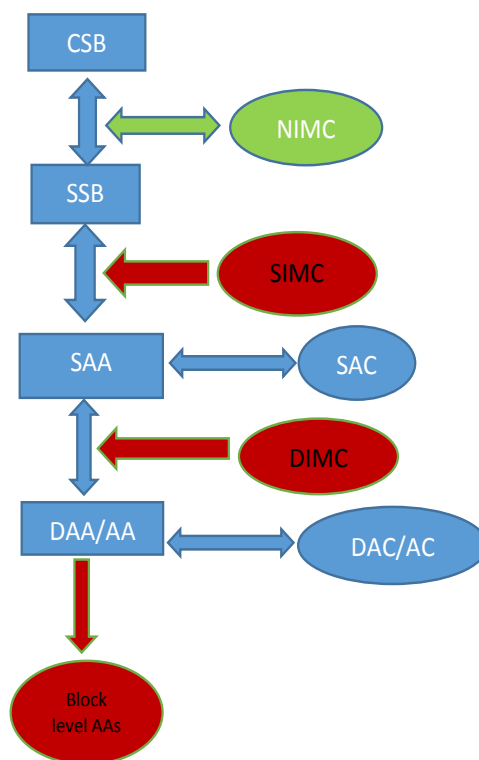 CSB
NIMC
SSB
SIMC
SAA
SAC
DIMC
DAA/AA
DAC/AC
Block
level AAs